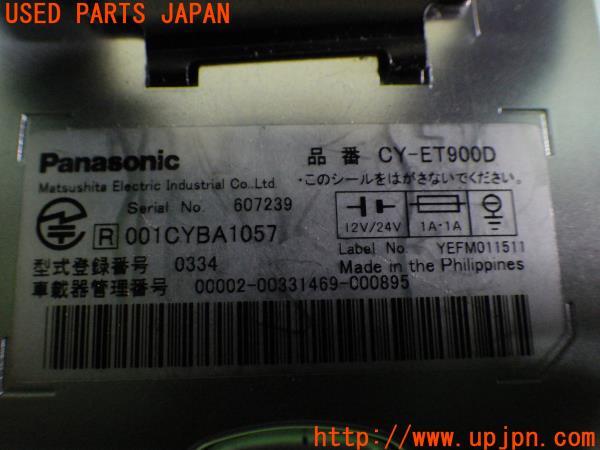 USED PARTS JAPAN
Panasonic
品番 CY-ET900D
Matsushita Electric Industrial Co.,Ltd.
・このシールをはがさないでください。
Serial No. 607239
R 001CYBA1057
12V/24V 1A・1A
Label No. YEFM011511
型式登録番号 0334
Made in the Philippines
車載器管理番号 00002-00331469-C00895
UPJ http://www.upjpn.com